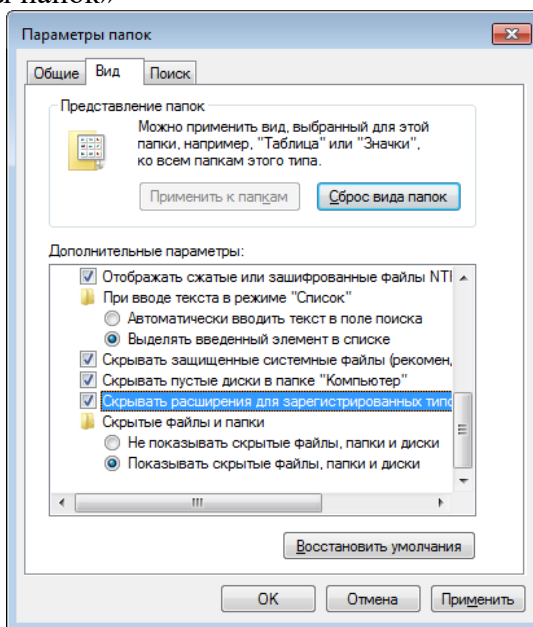 ы папок»
Параметры папок
Общие
Вид
Поиск
Представление папок
Можно применить вид, выбранный для этой
папки, например, "Таблица" или "Значки",
ко всем папкам этого типа.
Применить к папкам
Сброс вида папок
Дополнительные параметры:
Отображать сжатые или зашифрованные файлы NTI
При вводе текста в режиме "Список"
Автоматически вводить текст в поле поиска
Выделять введенный элемент в списке
Скрывать защищенные системные файлы (рекомен,
Скрывать пустые диски в папке "Компьютер"
Скрывать расширения для зарегистрированных типо
Скрытые файлы и папки
Не показывать скрытые файлы, папки и диски
Показывать скрытые файлы, папки и диски
Восстановить умолчания
OK
Отмена
Применить